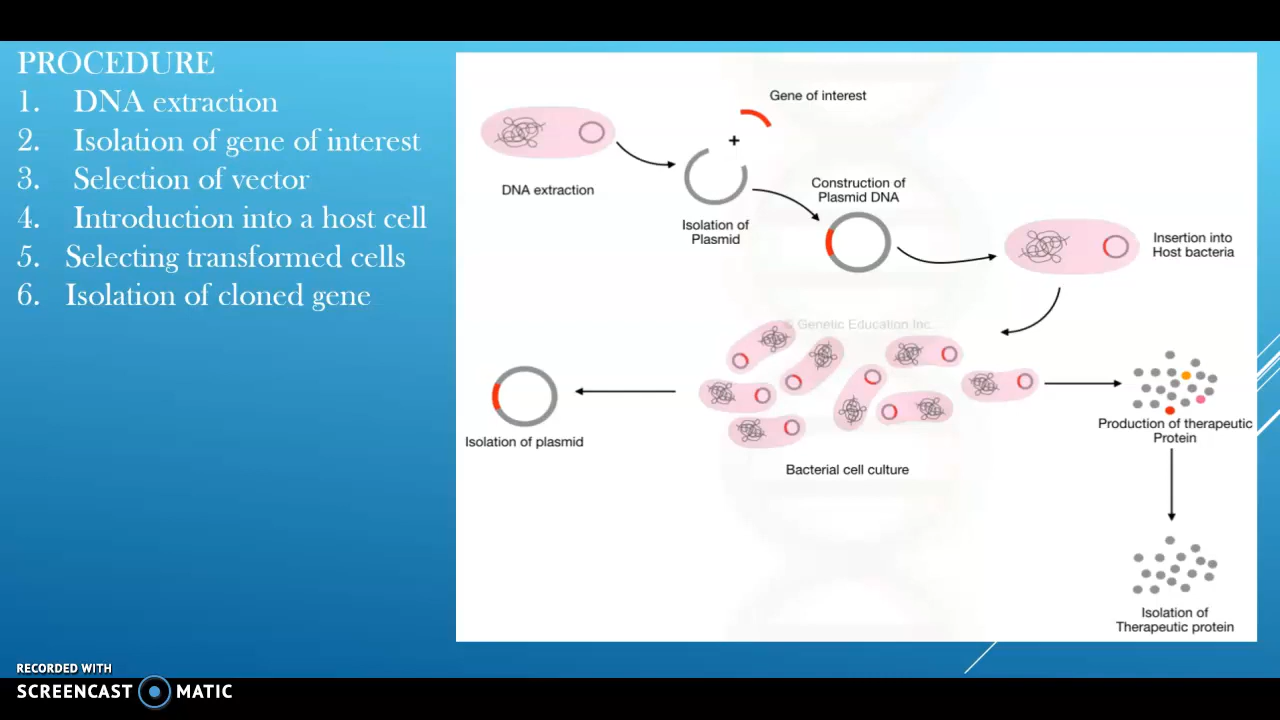 PROCEDURE
1. DNA extraction
2. Isolation of gene of interest
3. Selection of vector
4. Introduction into a host cell
5. Selecting transformed cells
6. Isolation of cloned gene
Gene of interest
+
DNA extraction
Isolation of
Plasmid
Construction of
Plasmid DNA
Insertion into
Host bacteria
© Genetic Education Inc.
Isolation of plasmid
Bacterial cell culture
Production of therapeutic
Protein
Isolation of
Therapeutic protein
RECORDED WITH
SCREENCAST MATIC